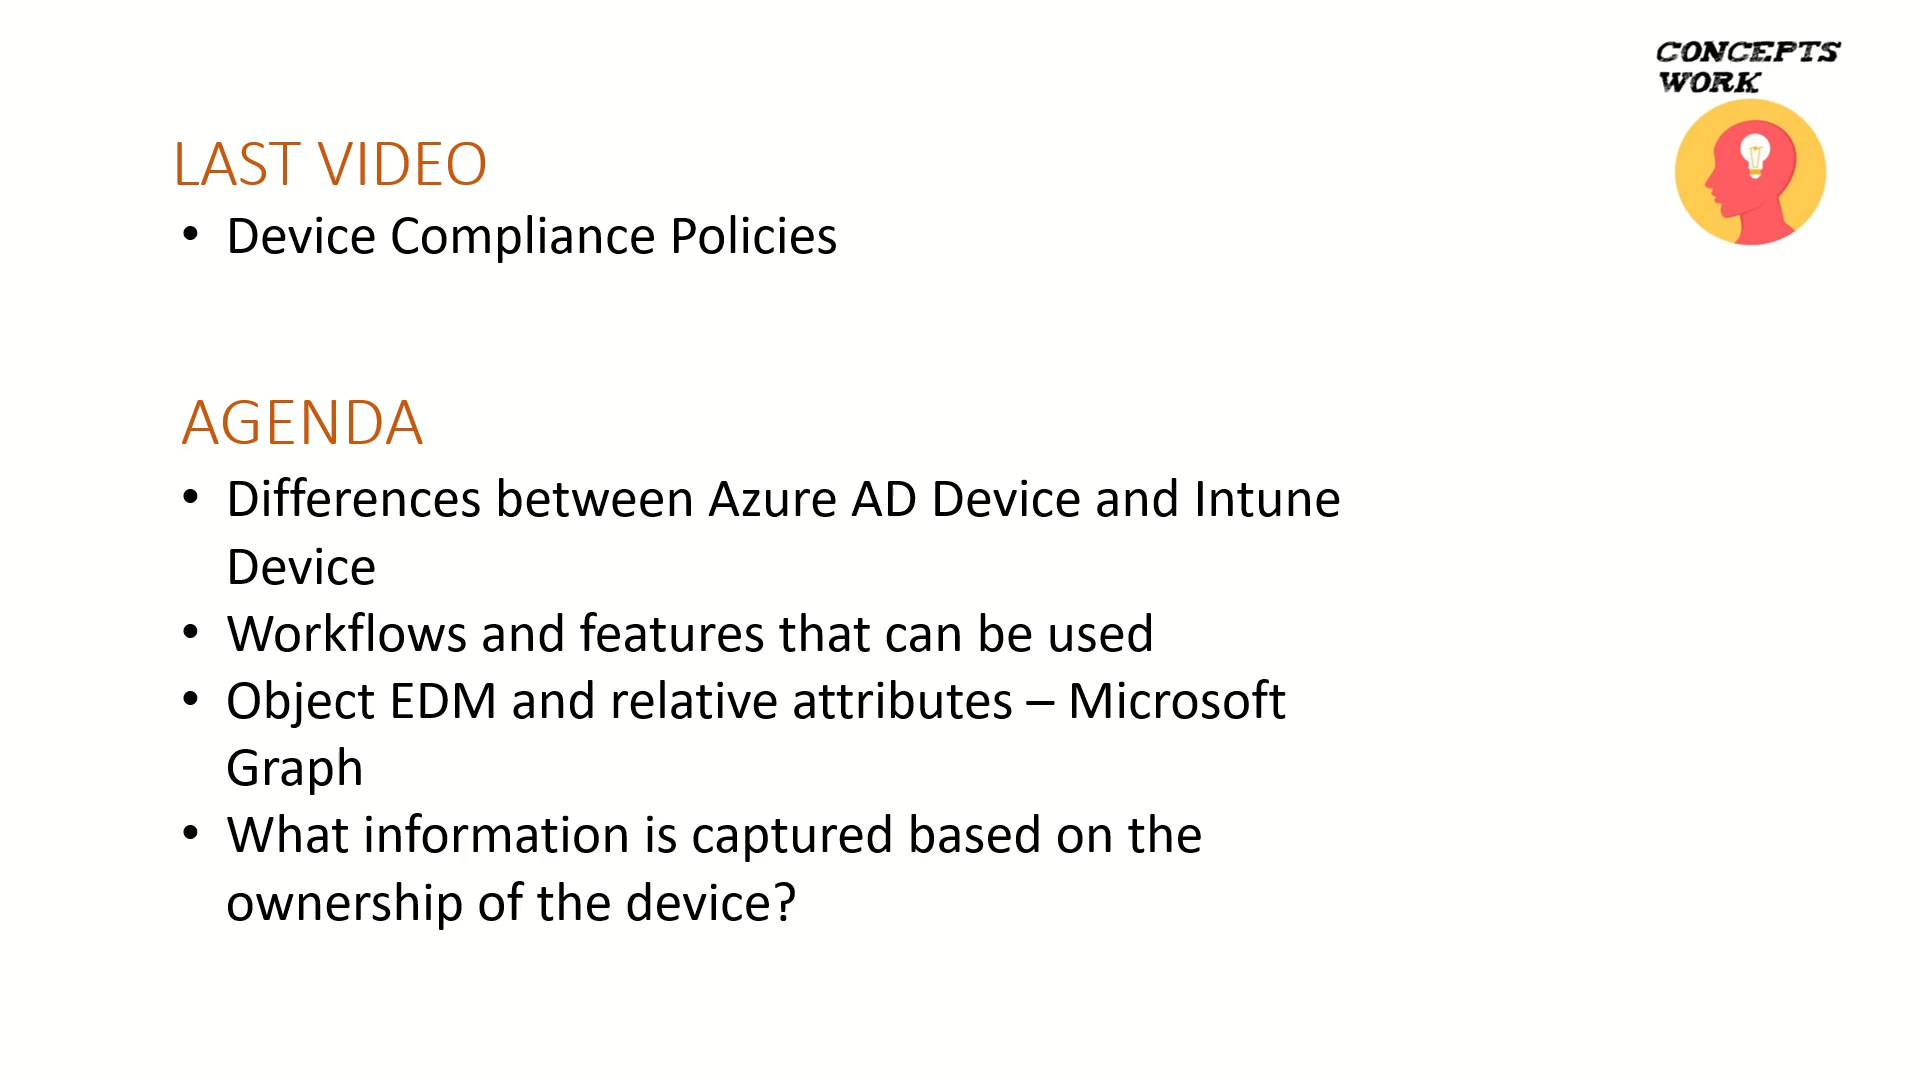 CONCEPTS
WORK
LAST VIDEO
• Device Compliance Policies
AGENDA
• Differences between Azure AD Device and Intune
Device
• Workflows and features that can be used
• Object EDM and relative attributes – Microsoft
Graph
• What information is captured based on the
ownership of the device?